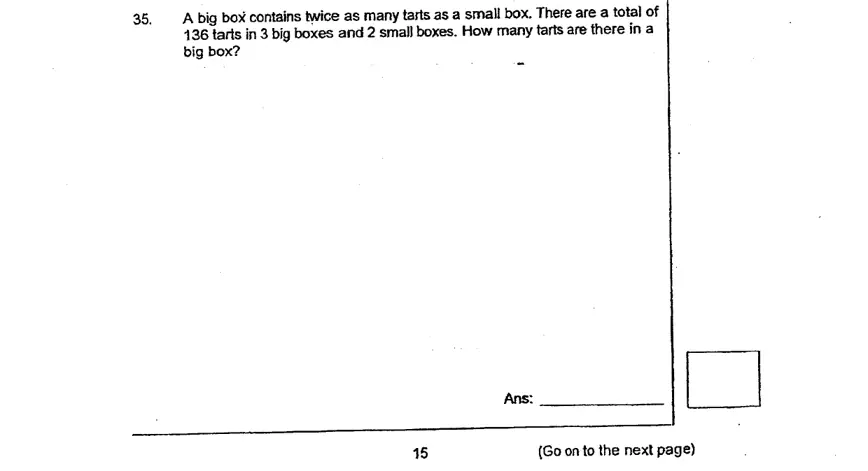 35. A big box contains twice as many tarts as a small box. There are a total of
136 tarts in 3 big boxes and 2 small boxes. How many tarts are there in a
big box?
Ans:
15 (Go on to the next page)